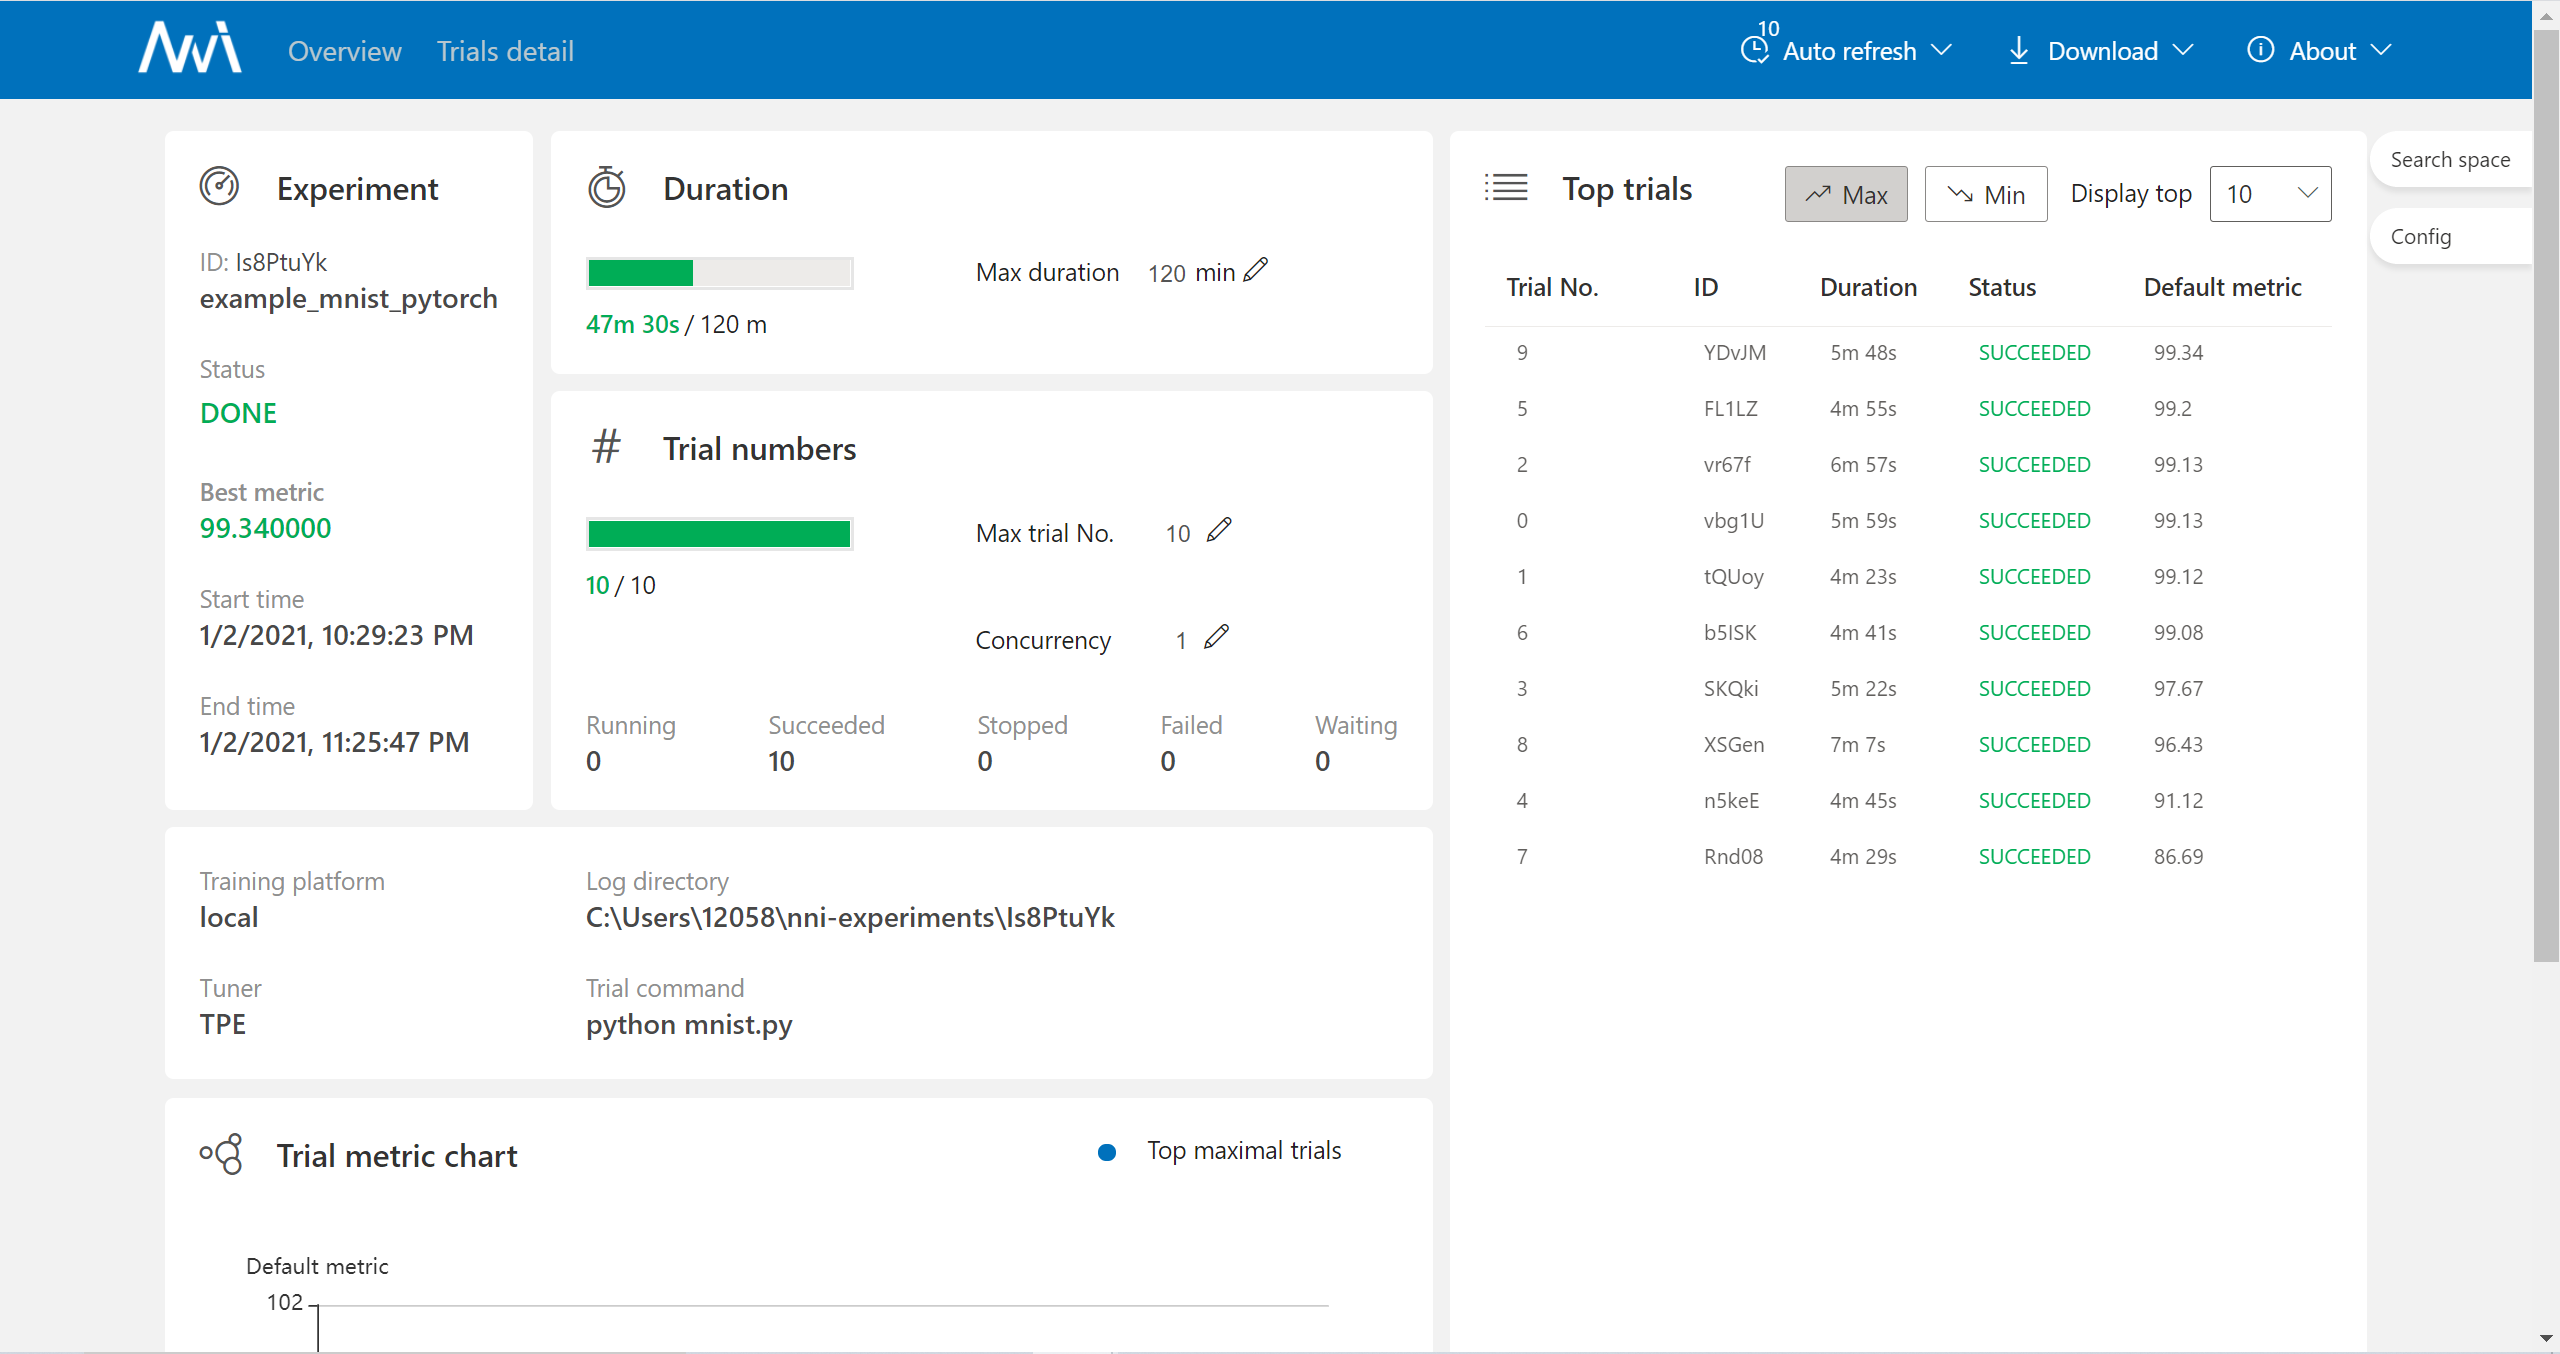 NNI
Overview
Trials detail
10
Auto refresh
Download
About
Experiment
ID: Is8PtuYk
example_mnist_pytorch
Status
DONE
Best metric
99.340000
Start time
1/2/2021, 10:29:23 PM
End time
1/2/2021, 11:25:47 PM
Duration
47m 30s / 120 m
Max duration 120 min
Trial numbers
10 / 10
Max trial No. 10
Concurrency 1
Running Succeeded Stopped Failed Waiting
0 10 0 0 0
Training platform
local
Log directory
C:\Users\12058\nni-experiments\Is8PtuYk
Tuner
TPE
Trial command
python mnist.py
Trial metric chart
Top maximal trials
Default metric
102
Top trials
Max
Min
Display top 10
Trial No. ID Duration Status Default metric
9 YDvJM 5m 48s SUCCEEDED 99.34
5 FL1LZ 4m 55s SUCCEEDED 99.2
2 vr67f 6m 57s SUCCEEDED 99.13
0 vbg1U 5m 59s SUCCEEDED 99.13
1 tQUoy 4m 23s SUCCEEDED 99.12
6 b5ISK 4m 41s SUCCEEDED 99.08
3 SKQki 5m 22s SUCCEEDED 97.67
8 XSGen 7m 7s SUCCEEDED 96.43
4 n5keE 4m 45s SUCCEEDED 91.12
7 Rnd08 4m 29s SUCCEEDED 86.69
Search space
Config